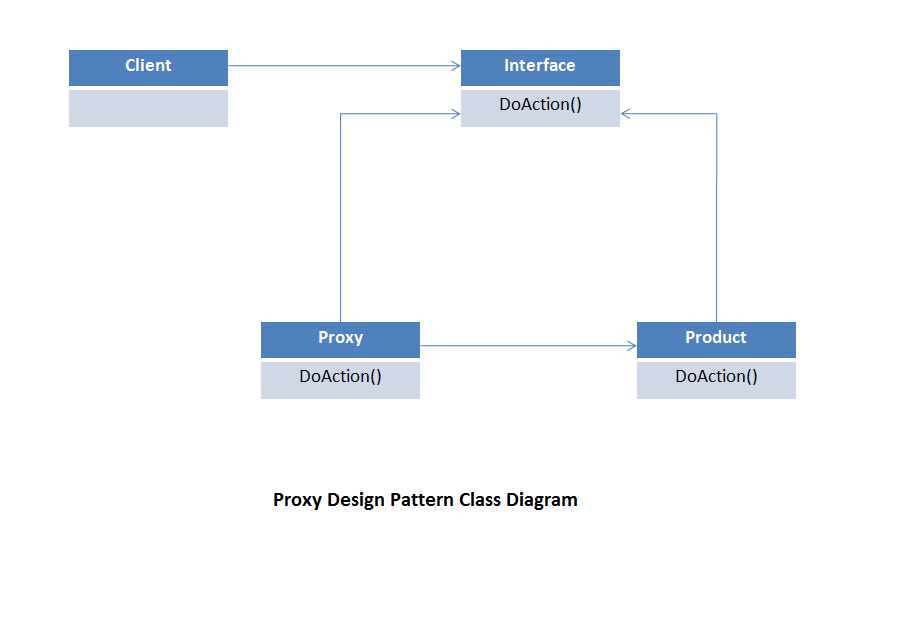 Client
Interface
DoAction()
Proxy
Product
DoAction()
DoAction()
Proxy Design Pattern Class Diagram